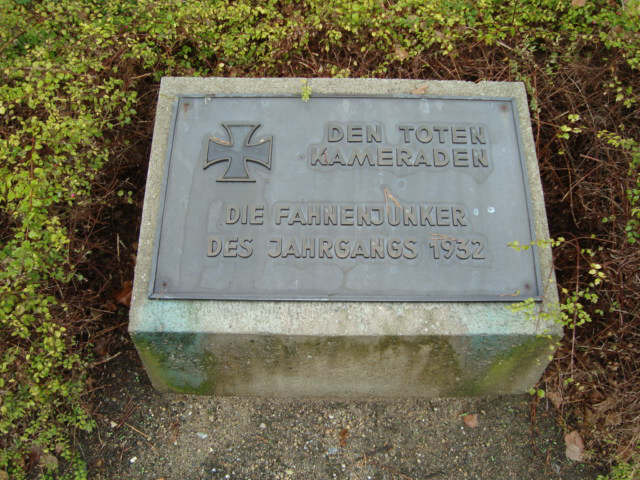 DEN TOTEN
KAMERADEN
DIE FAHNENJUNKER
DES JAHRGANGS 1932